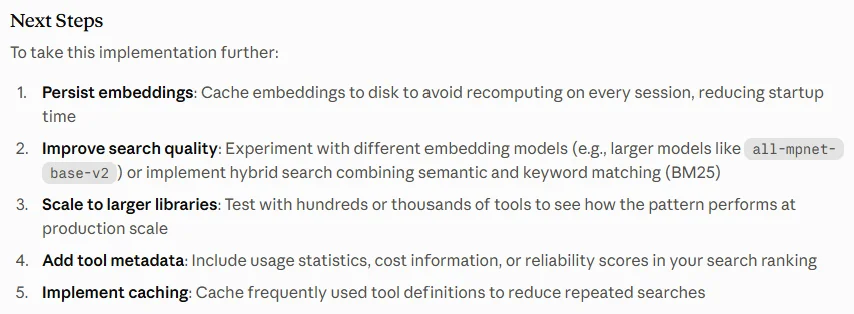 Next Steps
To take this implementation further:
1. Persist embeddings: Cache embeddings to disk to avoid recomputing on every session, reducing startup
time
2. Improve search quality: Experiment with different embedding models (e.g., larger models like all-mpnet-
base-v2) or implement hybrid search combining semantic and keyword matching (BM25)
3. Scale to larger libraries: Test with hundreds or thousands of tools to see how the pattern performs at
production scale
4. Add tool metadata: Include usage statistics, cost information, or reliability scores in your search ranking
5. Implement caching: Cache frequently used tool definitions to reduce repeated searches